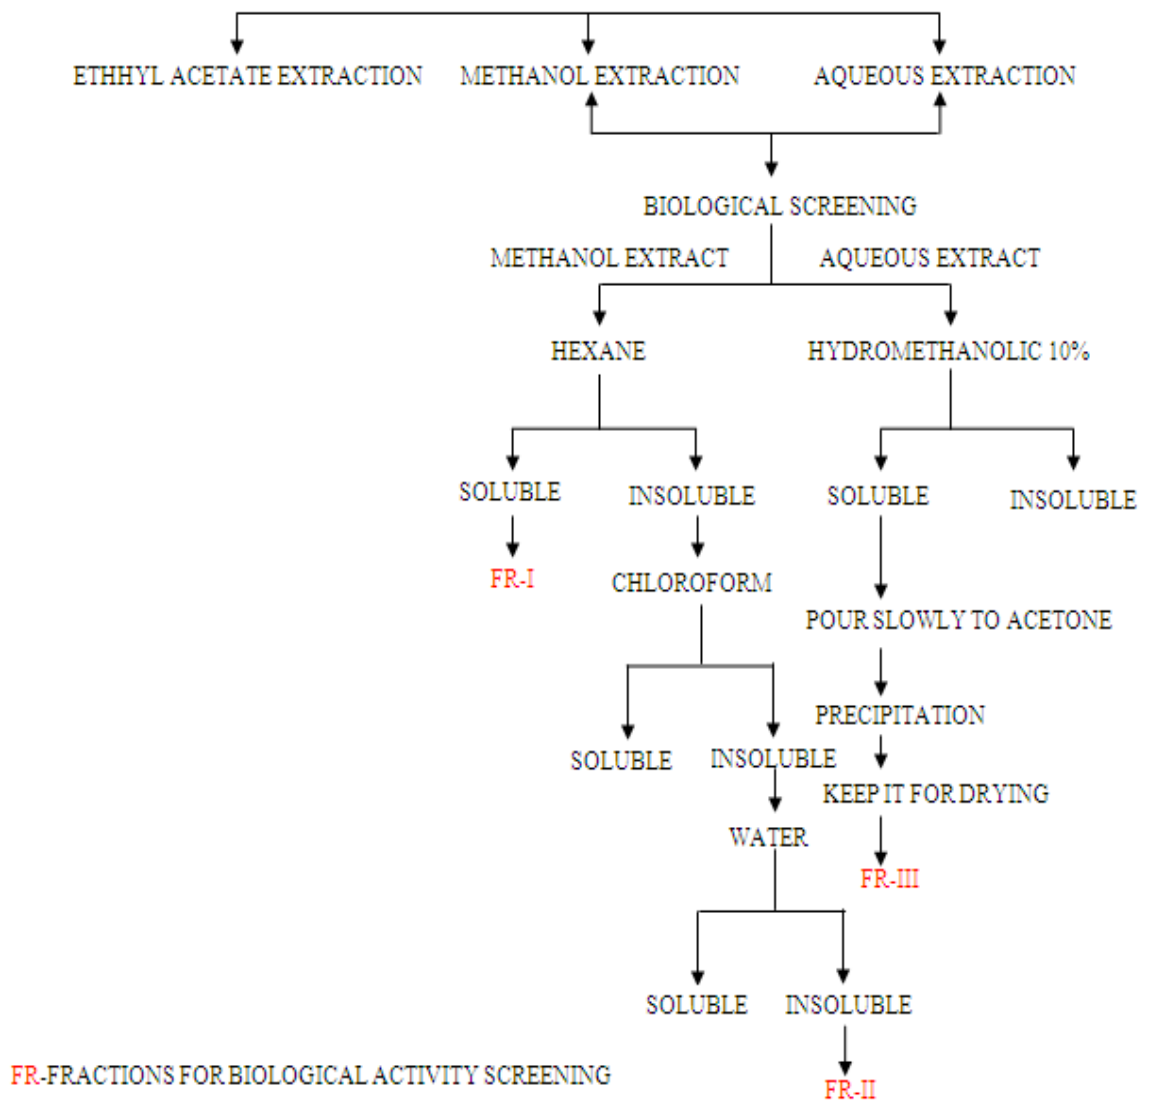 ETHHYL ACETATE EXTRACTION METHANOL EXTRACTION AQUEOUS EXTRACTION
BIOLOGICAL SCREENING
METHANOL EXTRACT AQUEOUS EXTRACT
HEXANE HYDROMETHANOLIC 10%
SOLUBLE INSOLUBLE SOLUBLE INSOLUBLE
FR-I CHLOROFORM
POUR SLOWLY TO ACETONE
PRECIPITATION
SOLUBLE INSOLUBLE
KEEP IT FOR DRYING
WATER
FR-III
SOLUBLE INSOLUBLE
FR-FRACTIONS FOR BIOLOGICAL ACTIVITY SCREENING
FR-II